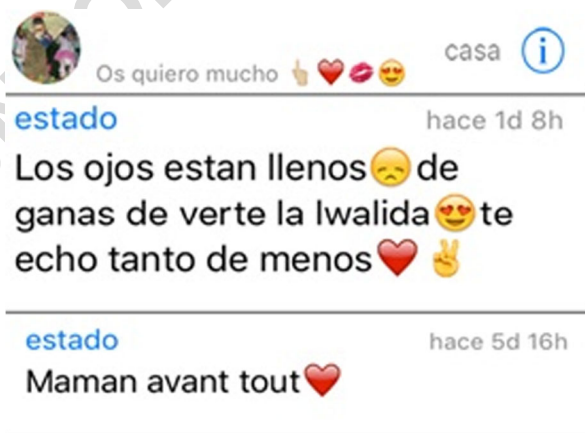 casa
Os quiero mucho 👆🏼❤️💋😍
estado hace 1d 8h
Los ojos estan llenos😞de
ganas de verte la lwalida😍te
echo tanto de menos❤️ ✌️
estado hace 5d 16h
Maman avant tout❤️